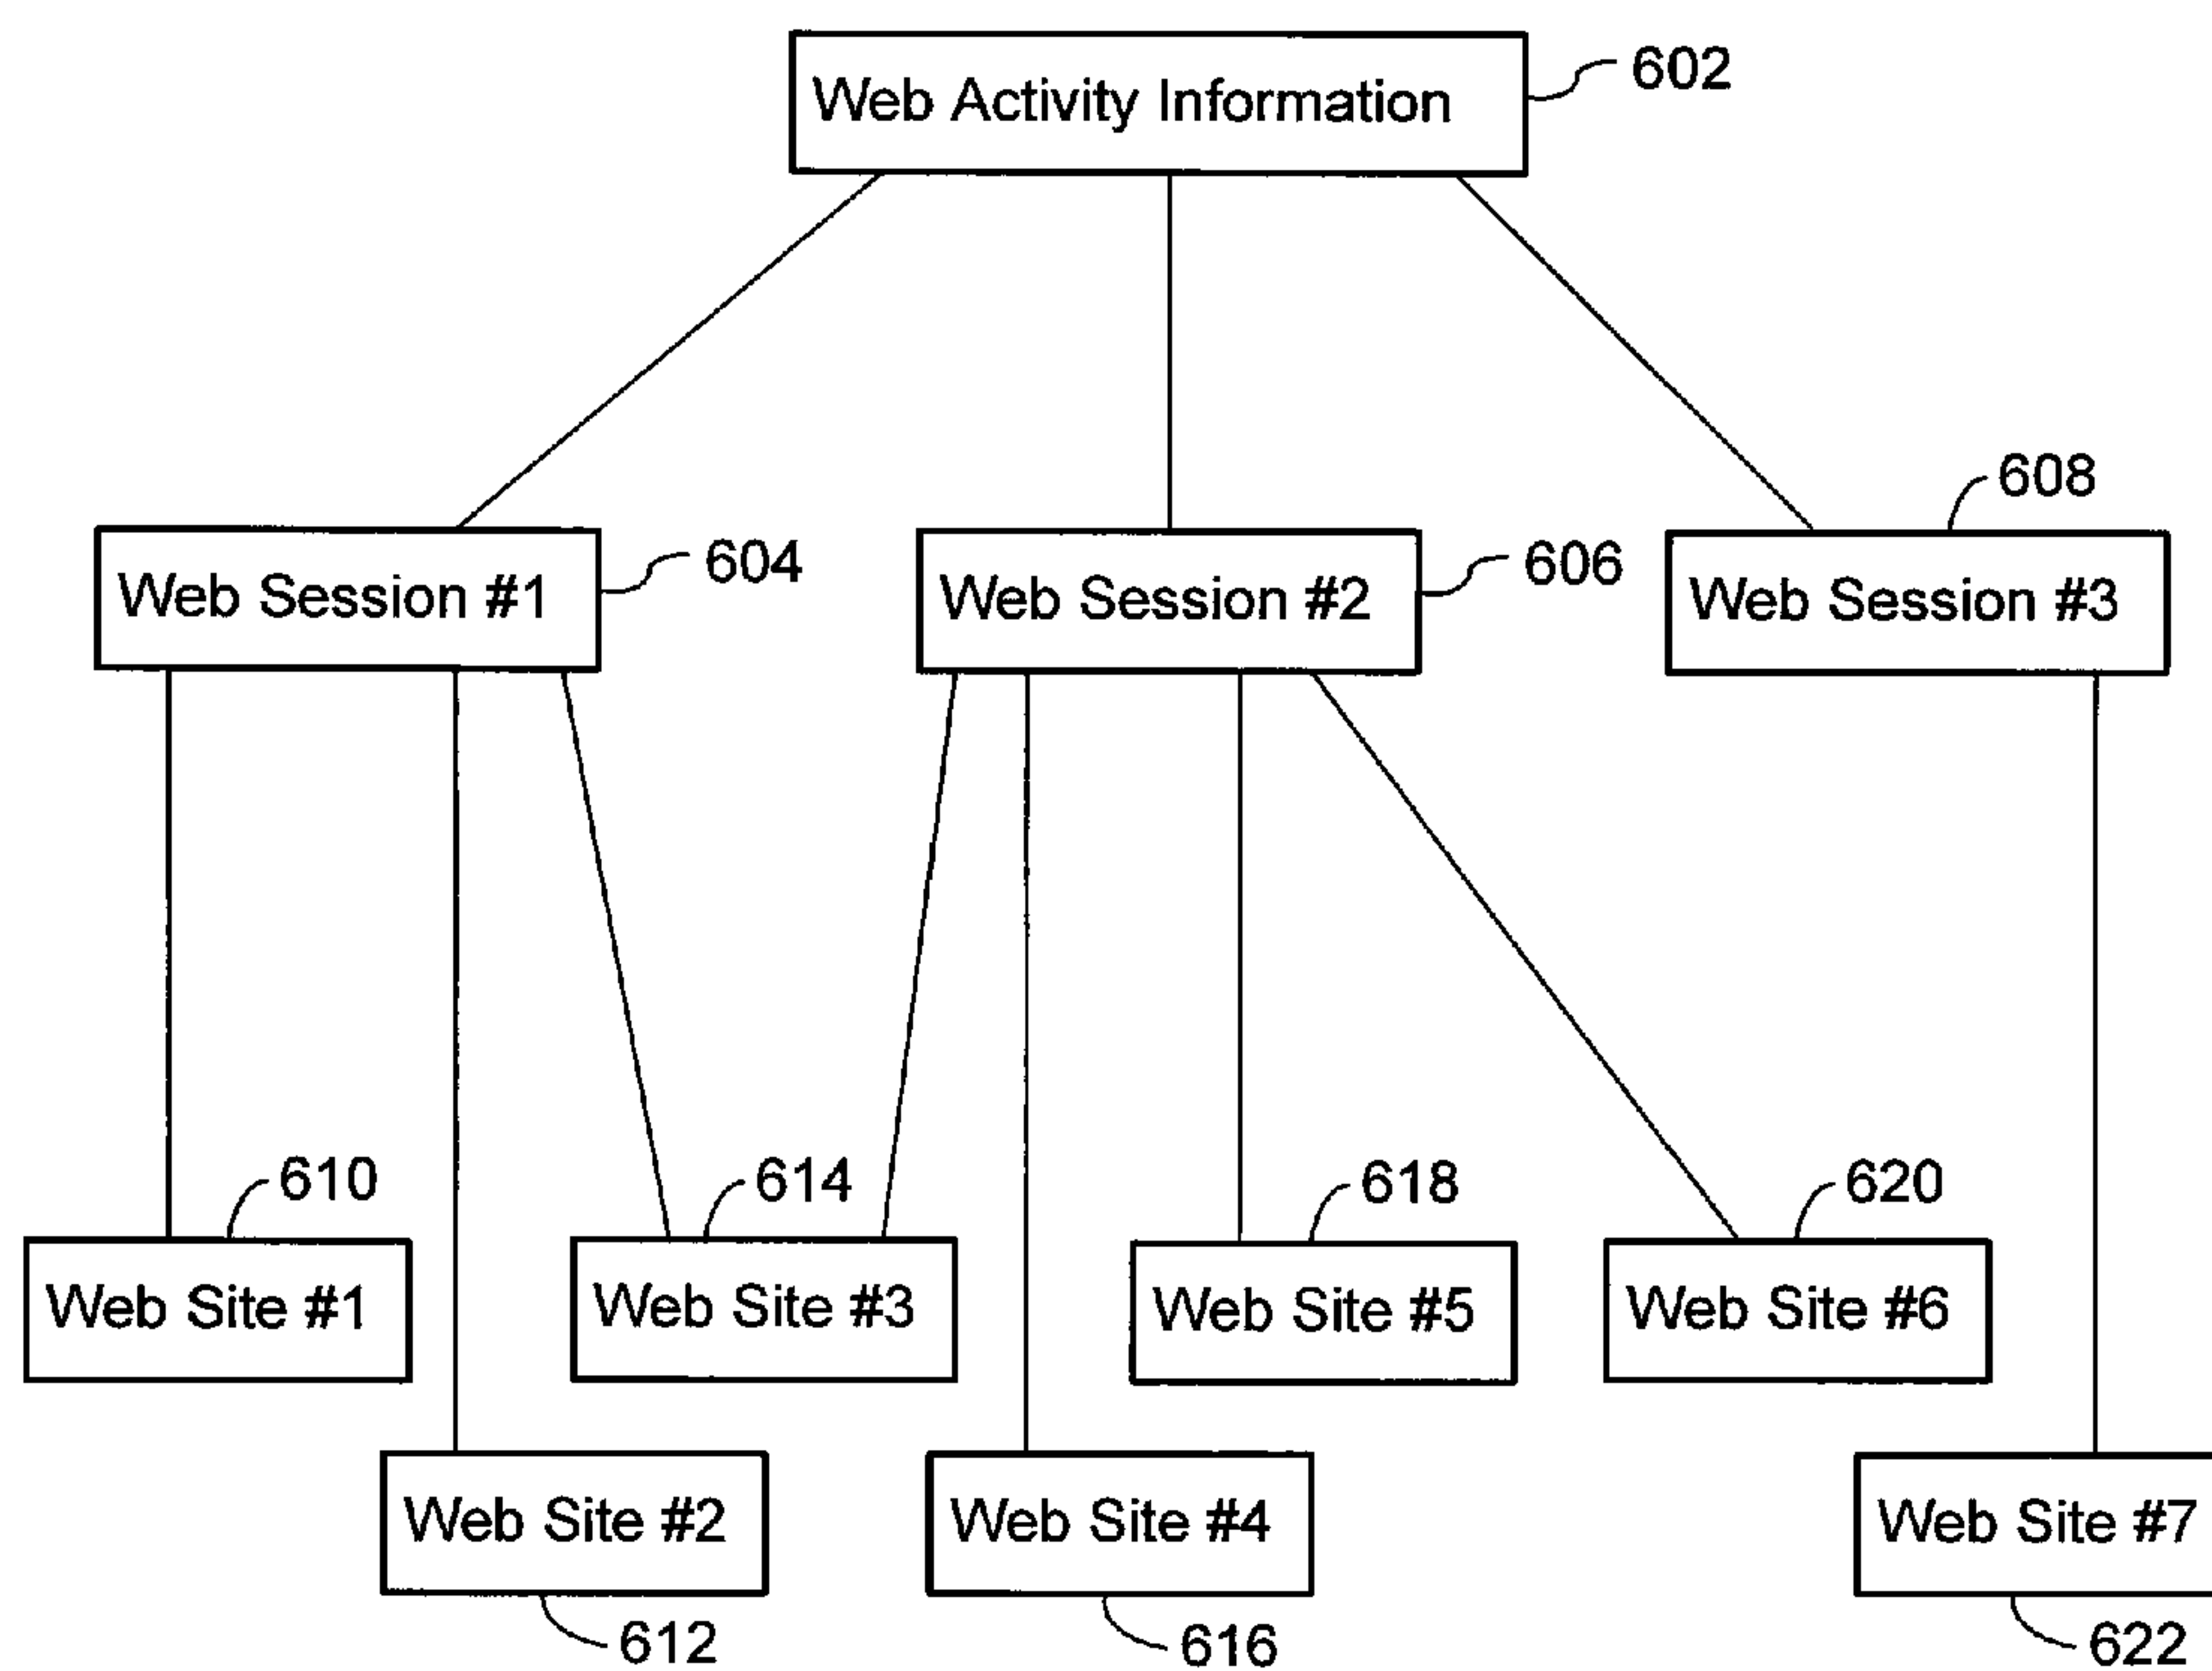 Web Activity Information
602
608
604
606
Web Session #1
Web Session #2
Web Session #3
610
614
618
620
Web Site #1
Web Site #3
Web Site #5
Web Site #6
Web Site #2
Web Site #4
Web Site #7
612
616
622